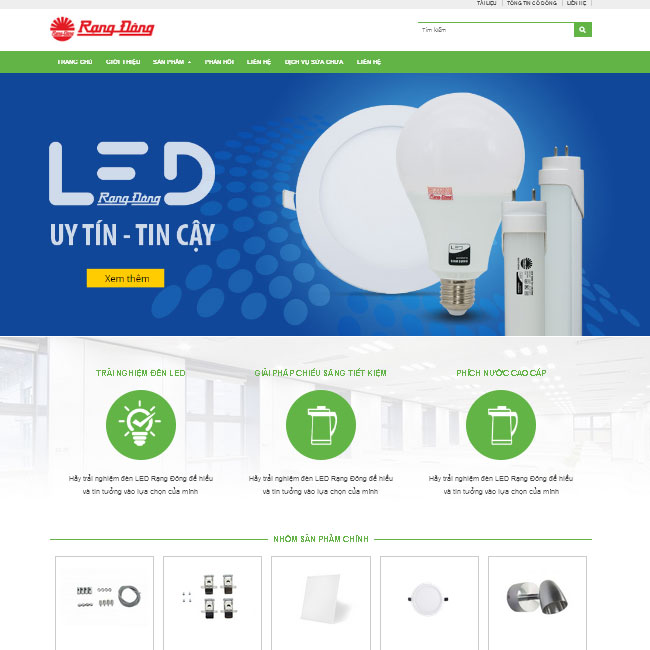 TÀI LIỆU TỔNG TIN CỔ ĐÔNG LIÊN HỆ
Rạng Đông
Tìm kiếm
TRANG CHỦ GIỚI THIỆU SẢN PHẨM PHẢN HỒI LIÊN HỆ DỊCH VỤ SỬA CHỮA LIÊN HỆ
LED
Rạng Đông
UY TÍN - TIN CẬY
Xem thêm
Rạng Đông
LED
TRẢI NGHIỆM ĐÈN LED
GIẢI PHÁP CHIẾU SÁNG TIẾT KIỆM
PHÍCH NƯỚC CAO CẤP
Hãy trải nghiệm đèn LED Rạng Đông để hiểu
và tin tưởng vào lựa chọn của mình
Hãy trải nghiệm đèn LED Rạng Đông để hiểu
và tin tưởng vào lựa chọn của mình
Hãy trải nghiệm đèn LED Rạng Đông để hiểu
và tin tưởng vào lựa chọn của mình
NHÓM SẢN PHẨM CHÍNH